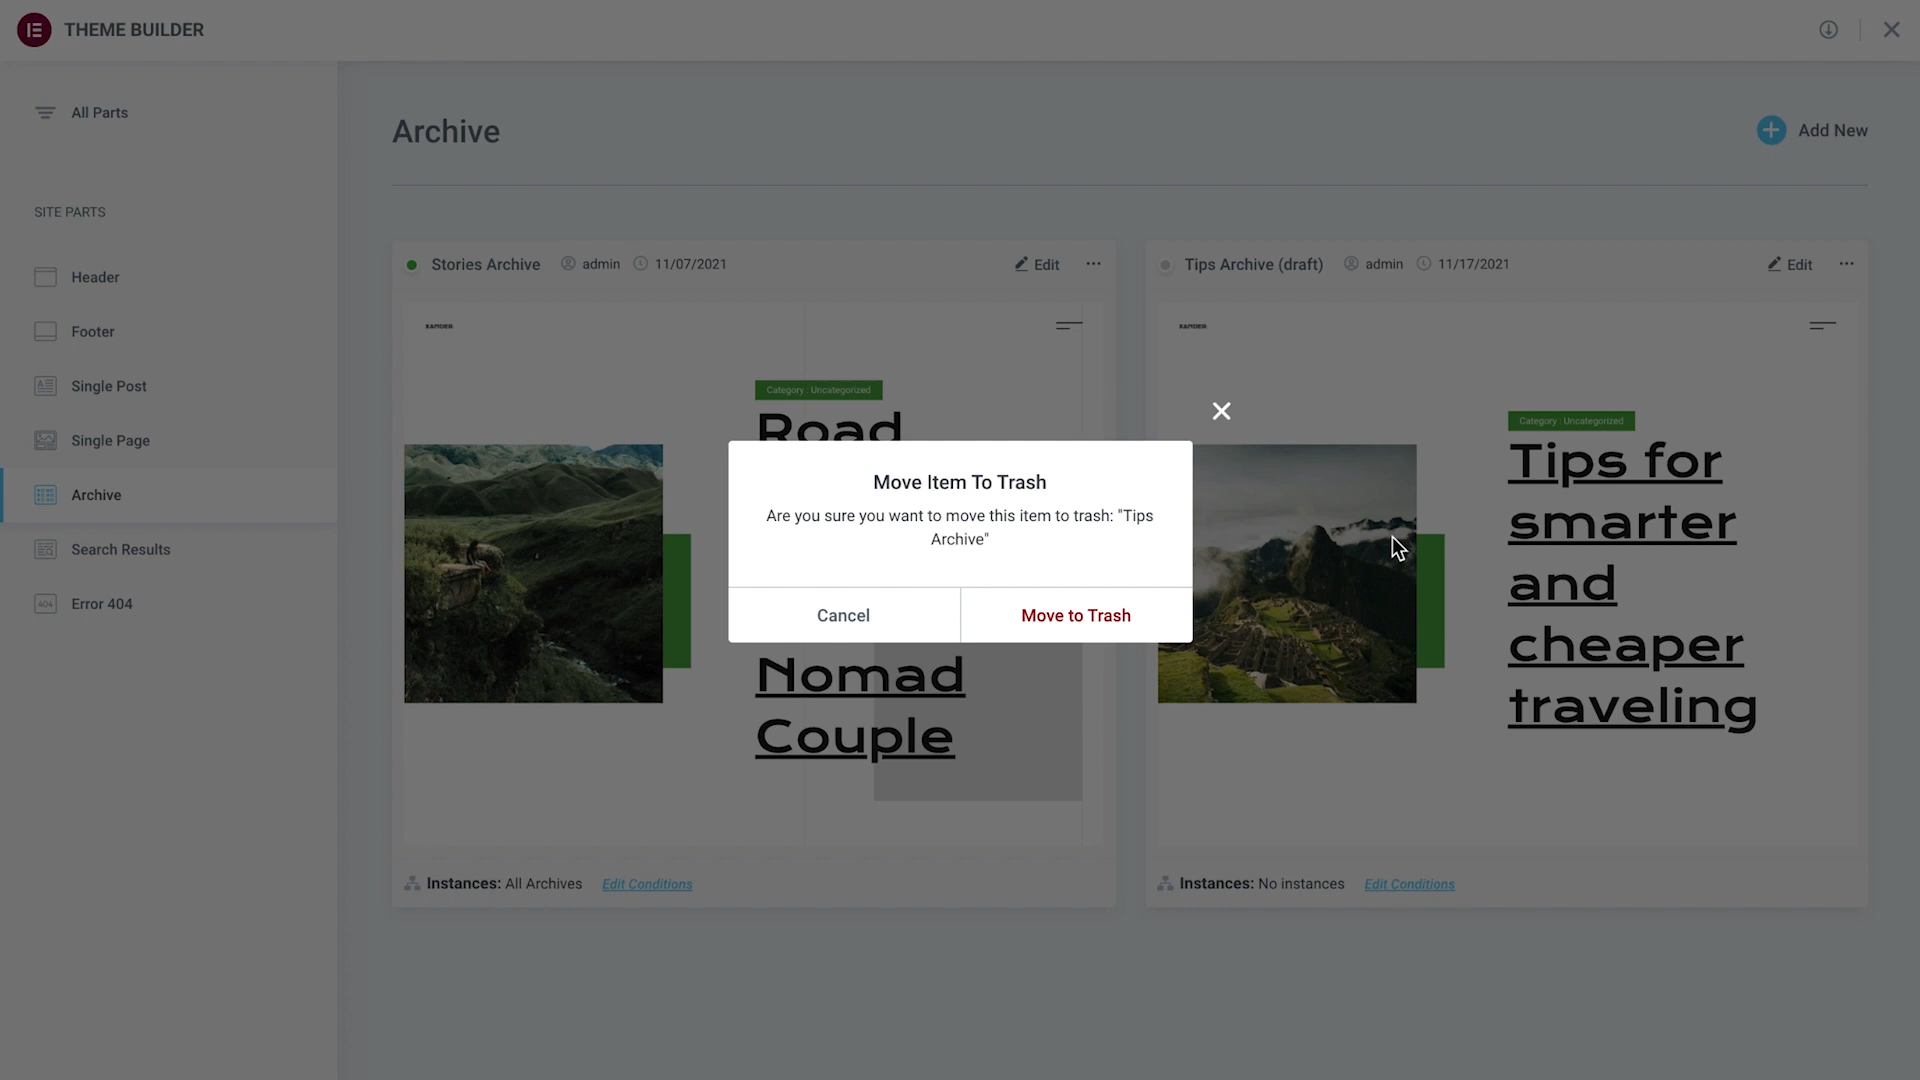 THEME BUILDER
All Parts
Archive
Add New
SITE PARTS
Header
Footer
Single Post
Single Page
Archive
Search Results
404
Error 404
Stories Archive
admin
11/07/2021
Edit
XANDER
Category : Uncategorized
Road
Nomad
Couple
Instances: All Archives
Edit Conditions
Tips Archive (draft)
admin
11/17/2021
Edit
XANDER
Category : Uncategorized
Tips for
smarter
and
cheaper
traveling
Instances: No instances
Edit Conditions
Move Item To Trash
Are you sure you want to move this item to trash: "Tips
Archive"
Cancel
Move to Trash